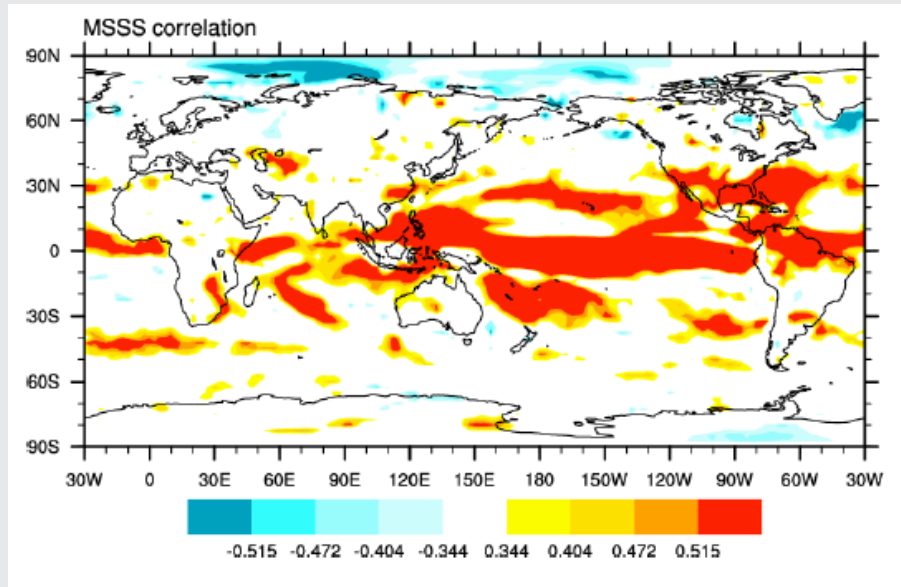 MSSS correlation
90N
60N
30N
0
30S
60S
90S
30W 0 30E 60E 90E 120E 150E 180 150W 120W 90W 60W 30W
-0.515 -0.472 -0.404 -0.344 0.344 0.404 0.472 0.515